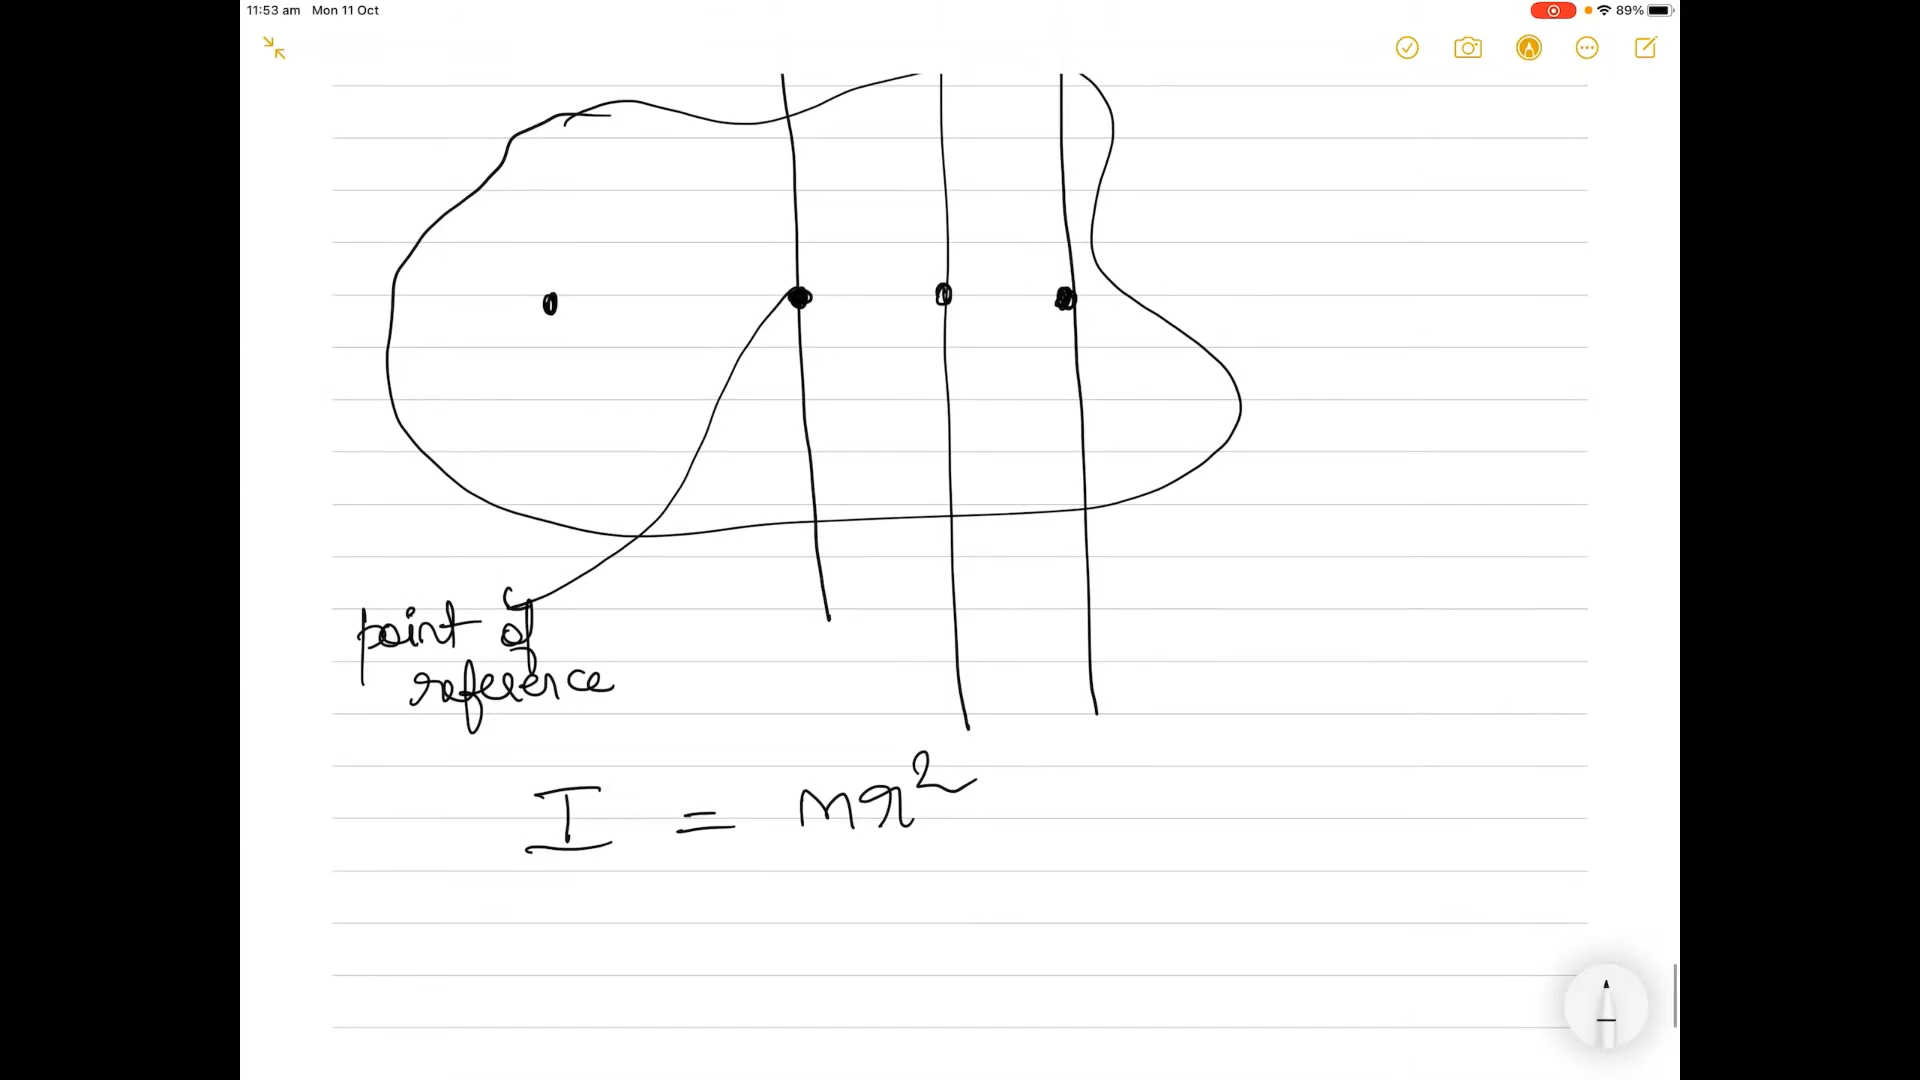 11:53 am Mon 11 Oct
89%
point of
reference
I = mr²